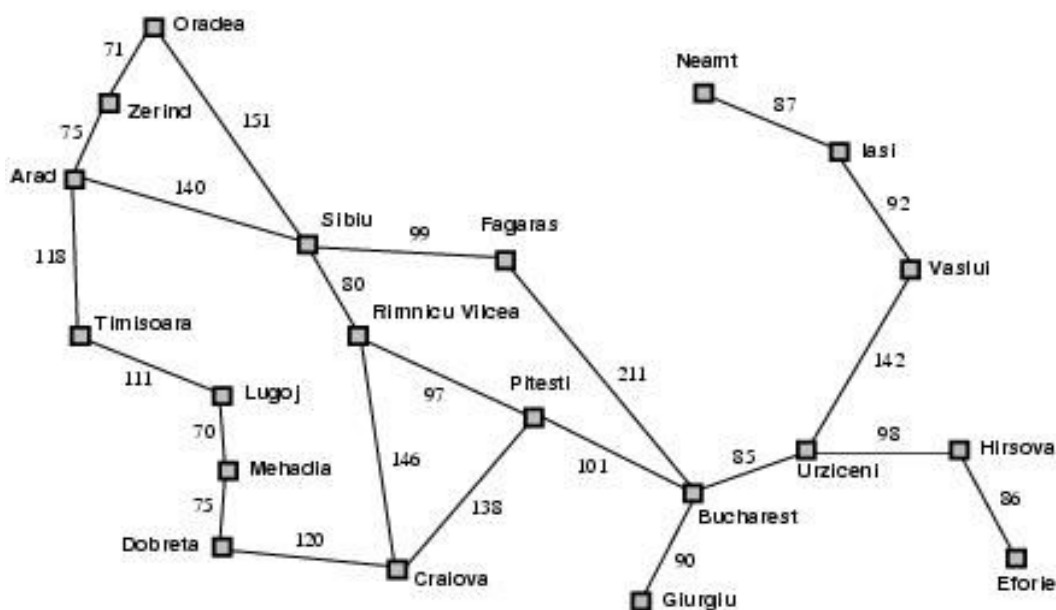 Oradea
71
Neamt
Zerind
87
151
75
Iasi
Arad
140
92
Sibiu
Fagaras
99
118
Vaslui
80
Timisoara
Rimnicu Vilcea
142
111
Lugoj
97
Pitesti
211
70
98
Hirsova
146
85
Mehadia
101
Urziceni
75
138
86
Bucharest
120
Dobreta
90
Craiova
Eforie
Giurgiu